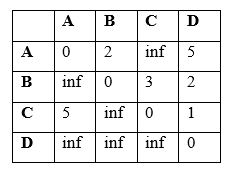 A B C D
A 0 2 inf 5
B inf 0 3 2
C 5 inf 0 1
D inf inf inf 0